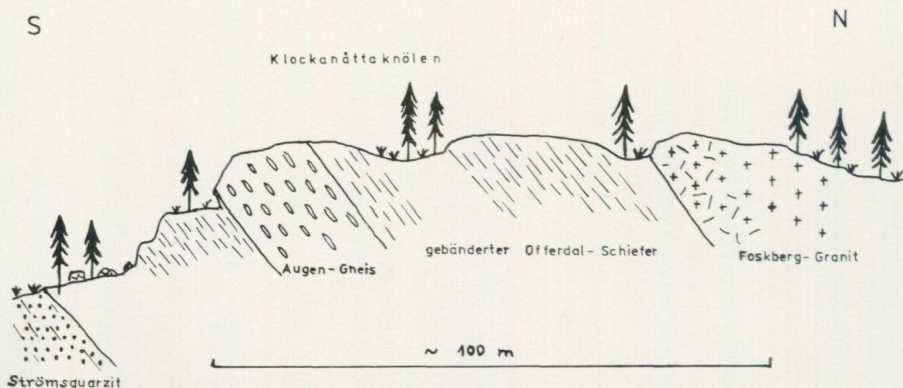 S
N
Klockanåttaknölen
gebänderter Offerdal-Schiefer
Augen-Gneis
Foskberg-Granit
~ 100 m
Strömsquarzit